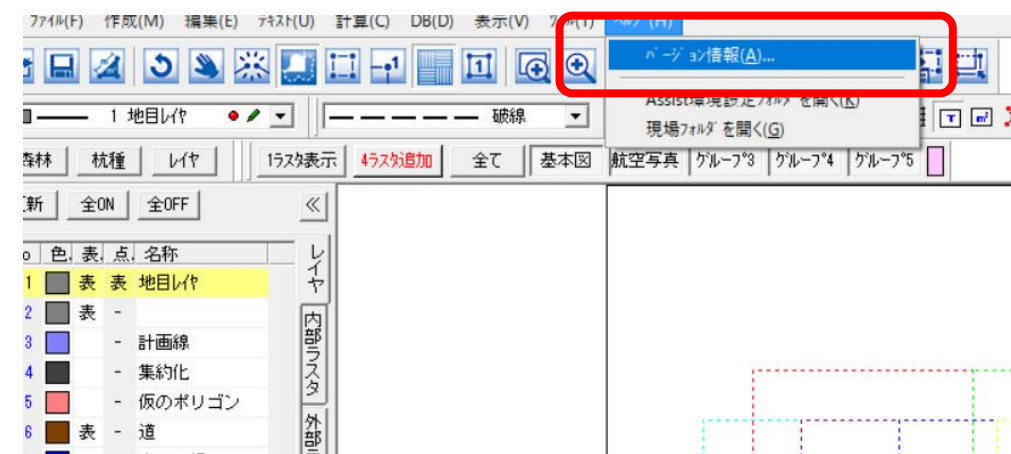 ﾌｧｲﾙ(F) 作成(M) 編集(E) ﾃｷｽﾄ(U) 計算(C) DB(D) 表示(V) ﾂｰﾙ(T) ﾍﾙﾌﾟ(H)
ﾊﾞｰｼﾞｮﾝ情報(A)...
Assist環境設定ﾌｫﾙﾀﾞを開く(K)
現場ﾌｫﾙﾀﾞを開く(G)
1 地目ﾚｲﾔ 破線
森林 杭種 ﾚｲﾔ 1ﾗｽﾀ表示 4ﾗｽﾀ追加 全て 基本図 航空写真 ｸﾞﾙｰﾌﾟ3 ｸﾞﾙｰﾌﾟ4 ｸﾞﾙｰﾌﾟ5
新 全ON 全OFF ≪
o 色. 表. 点. 名称
1 表 表 地目ﾚｲﾔ
2 表 -
3 - 計画線
4 - 集約化
5 - 仮のポリゴン
6 表 - 道
レイヤ
内部ラスタ
外部